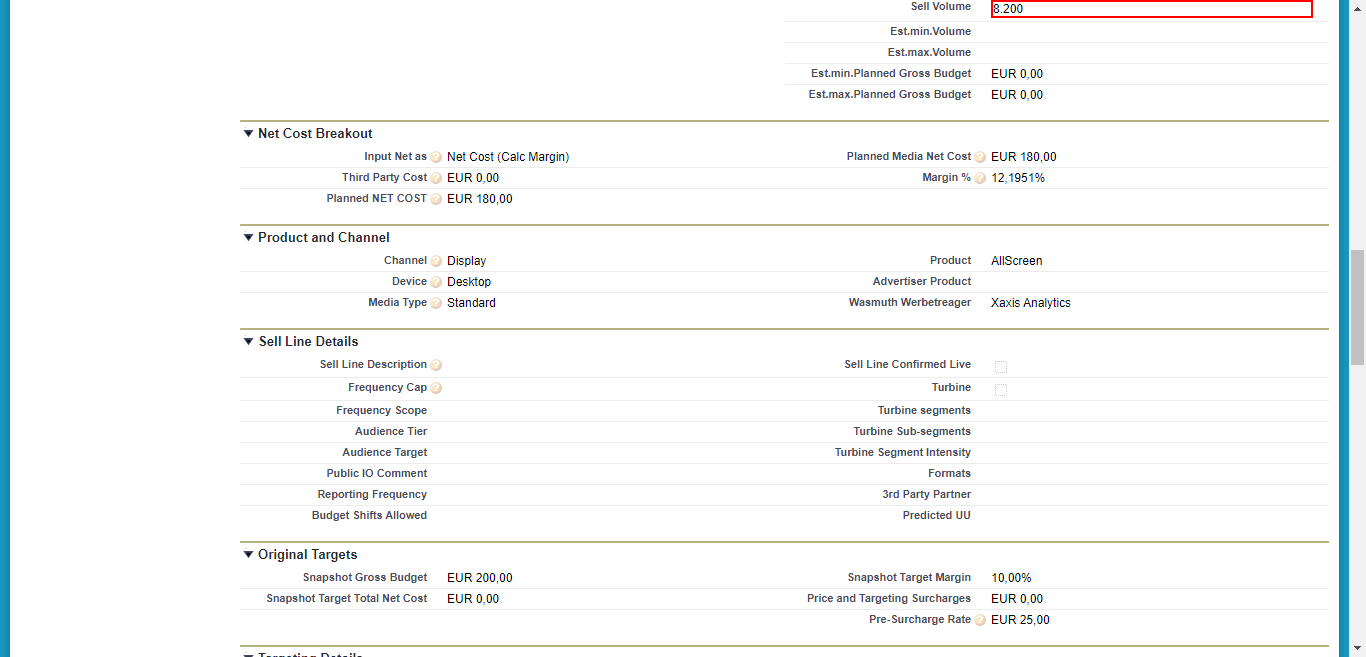 Sell Volume 8.200
Est.min.Volume
Est.max.Volume
Est.min.Planned Gross Budget EUR 0,00
Est.max.Planned Gross Budget EUR 0,00
Net Cost Breakout
Input Net as ? Net Cost (Calc Margin) Planned Media Net Cost ? EUR 180,00
Third Party Cost ? EUR 0,00 Margin % ? 12,1951%
Planned NET COST ? EUR 180,00
Product and Channel
Channel ? Display Product AllScreen
Device ? Desktop Advertiser Product
Media Type ? Standard Wasmuth Werbetreager Xaxis Analytics
Sell Line Details
Sell Line Description ? Sell Line Confirmed Live
Frequency Cap ? Turbine
Frequency Scope Turbine segments
Audience Tier Turbine Sub-segments
Audience Target Turbine Segment Intensity
Public IO Comment Formats
Reporting Frequency 3rd Party Partner
Budget Shifts Allowed Predicted UU
Original Targets
Snapshot Gross Budget EUR 200,00 Snapshot Target Margin 10,00%
Snapshot Target Total Net Cost EUR 0,00 Price and Targeting Surcharges EUR 0,00
Pre-Surcharge Rate ? EUR 25,00
Targeting Details